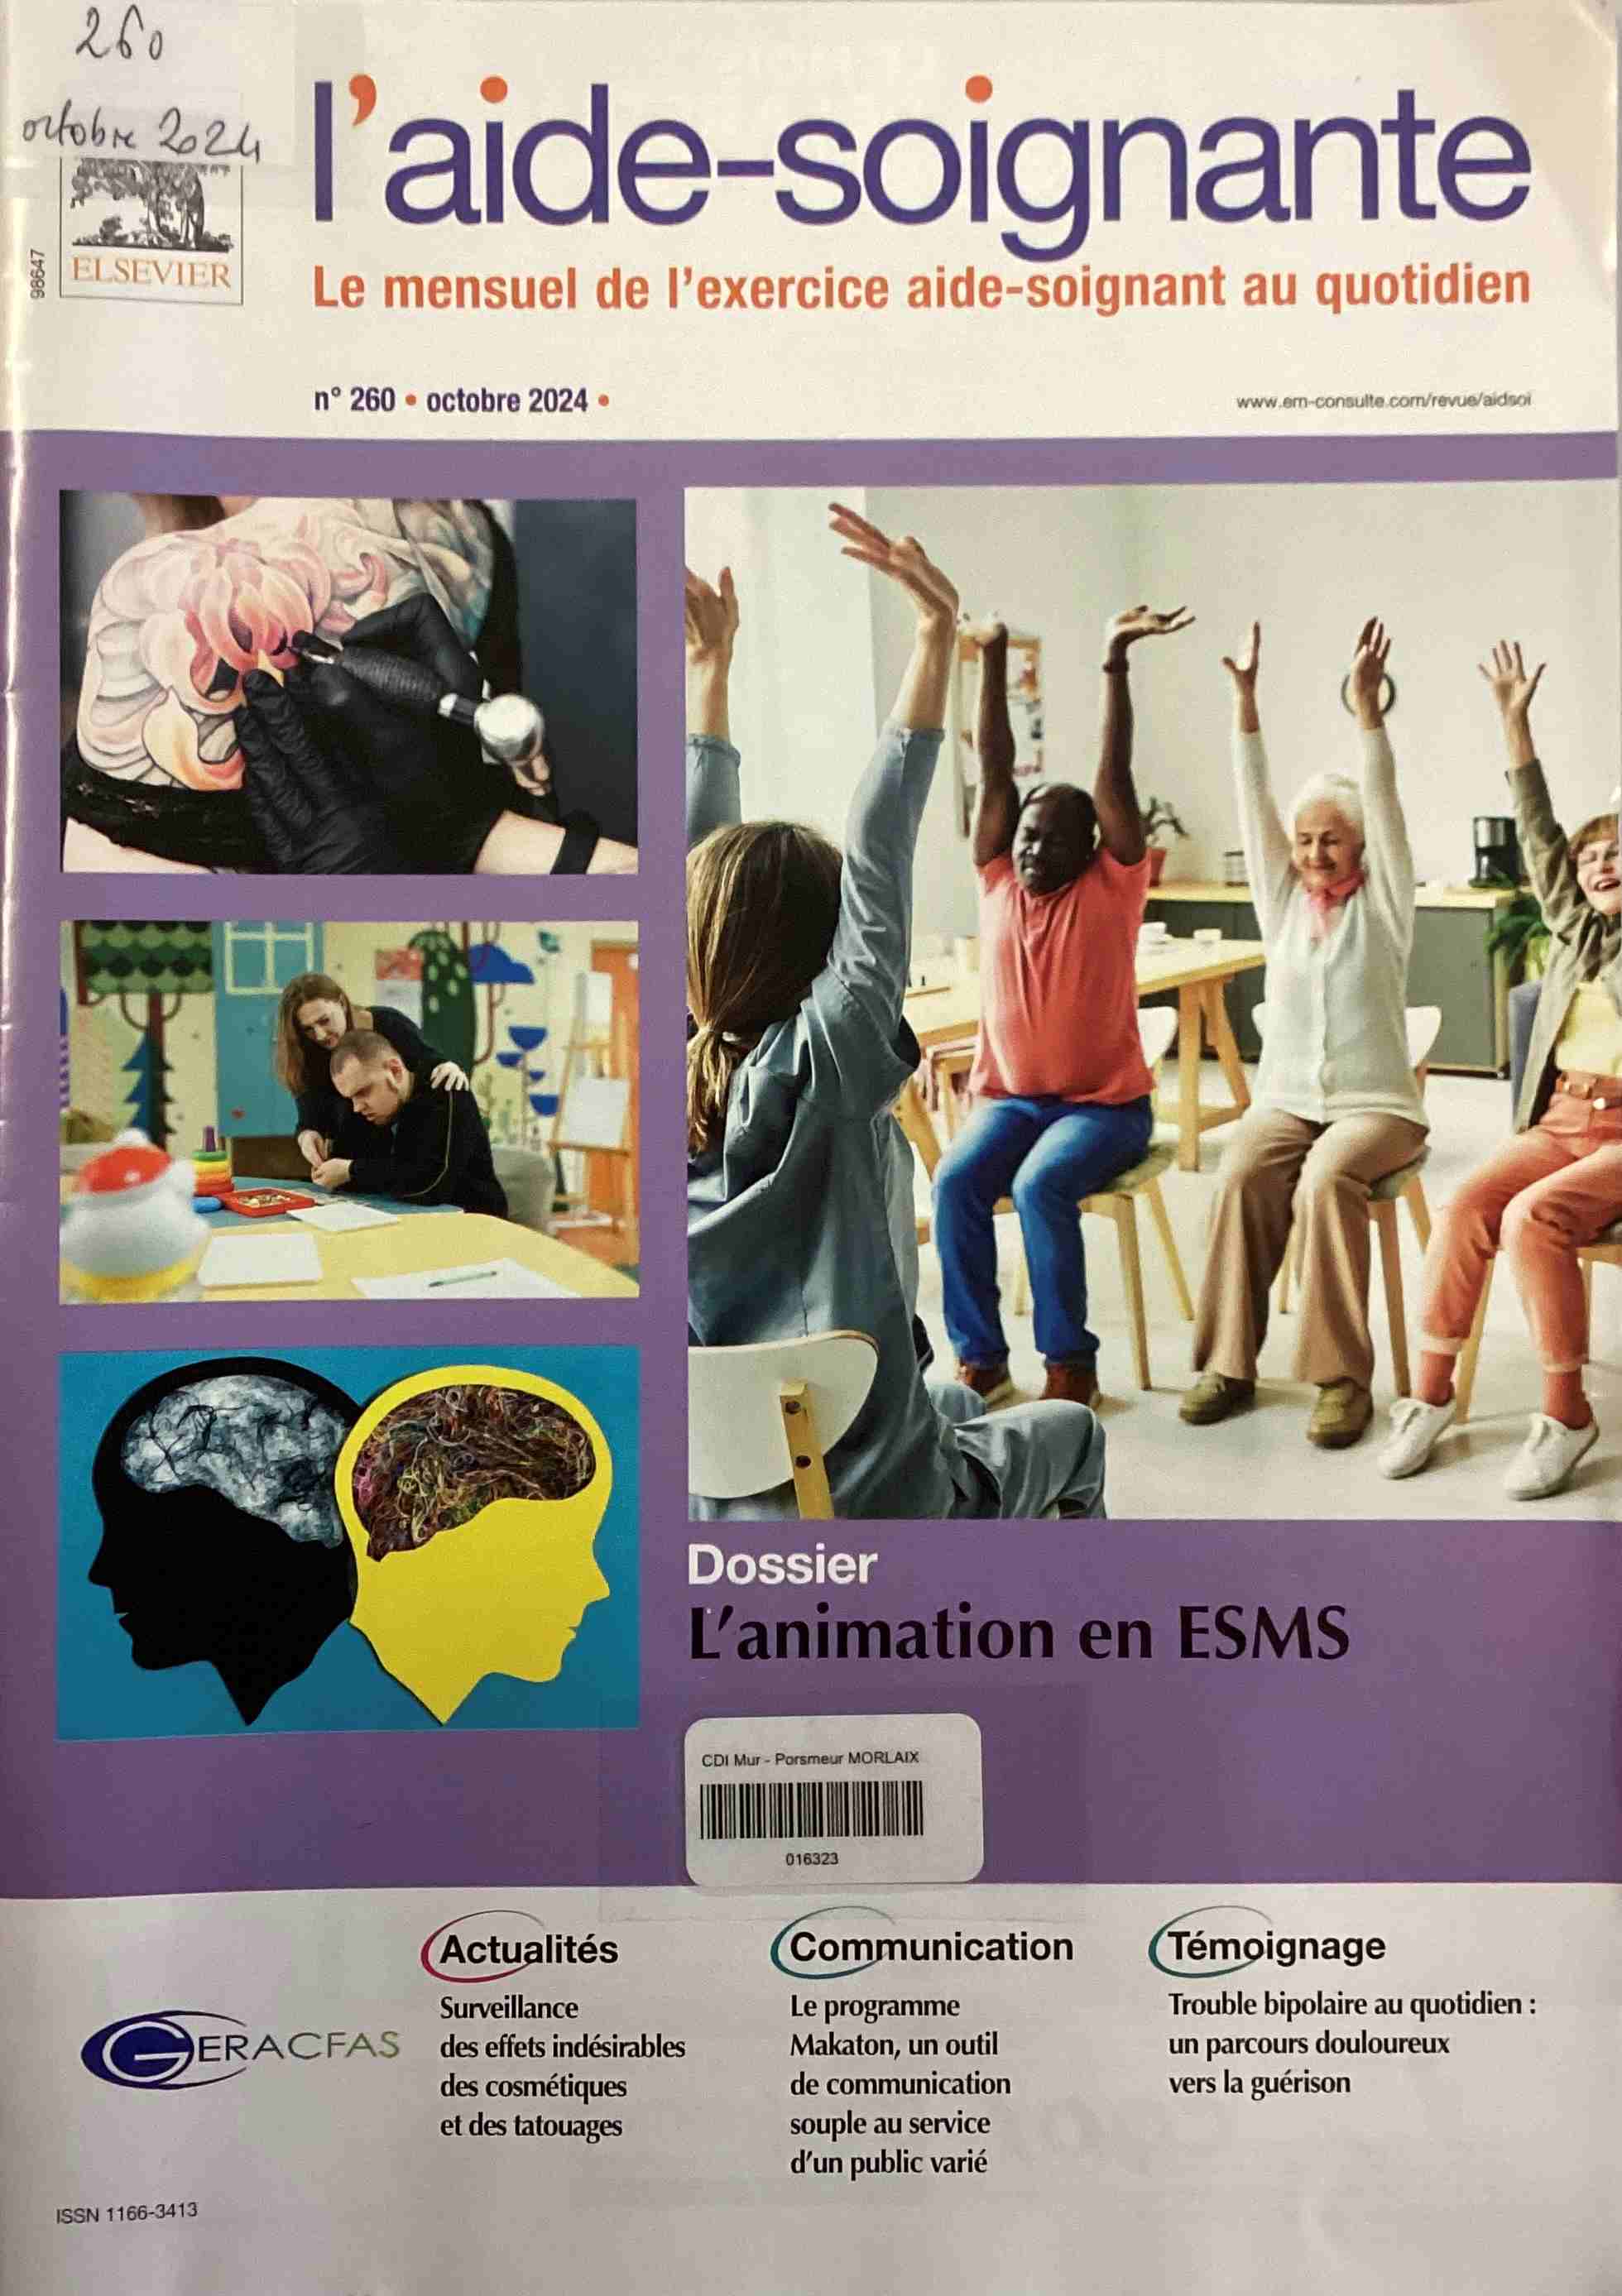 260
octobre 2024
l'aide-soignante
ELSEVIER
98647
Le mensuel de l'exercice aide-soignant au quotidien
n° 260 • octobre 2024 •
www.em-consulte.com/revue/aidsoi
Dossier
L'animation en ESMS
CDI Mur - Porsmeur MORLAIX
016323
Actualités
Surveillance
des effets indésirables
des cosmétiques
et des tatouages
Communication
Le programme
Makaton, un outil
de communication
souple au service
d'un public varié
Témoignage
Trouble bipolaire au quotidien :
un parcours douloureux
vers la guérison
GERACFAS
ISSN 1166-3413